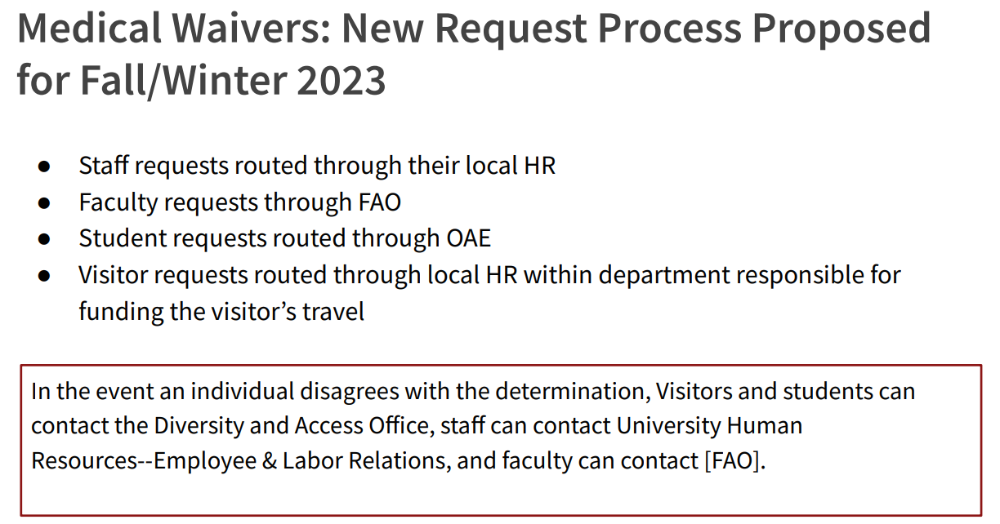 Medical Waivers: New Request Process Proposed
for Fall/Winter 2023
● Staff requests routed through their local HR
● Faculty requests through FAO
● Student requests routed through OAE
● Visitor requests routed through local HR within department responsible for
funding the visitor’s travel
In the event an individual disagrees with the determination, Visitors and students can
contact the Diversity and Access Office, staff can contact University Human
Resources--Employee & Labor Relations, and faculty can contact [FAO].